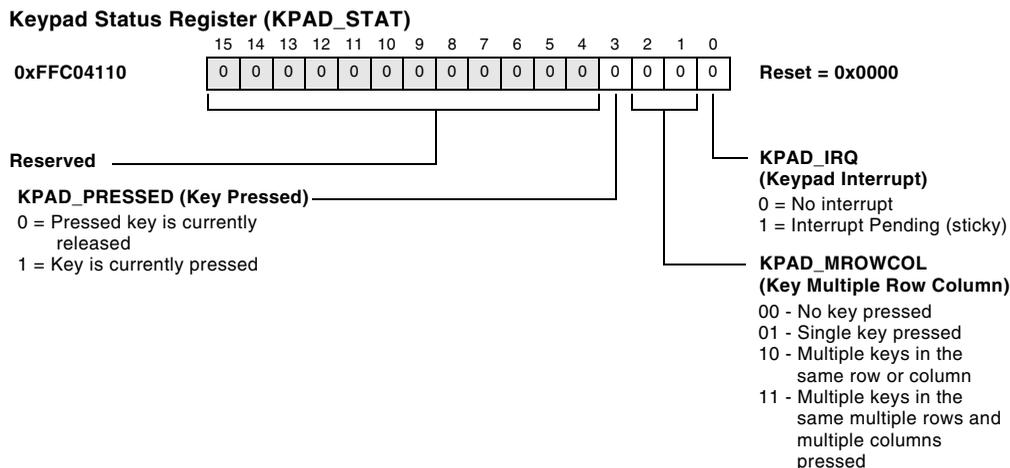 Keypad Status Register (KPAD_STAT)
15 14 13 12 11 10 9 8 7 6 5 4 3 2 1 0
0xFFC04110 0 0 0 0 0 0 0 0 0 0 0 0 0 0 0 0 Reset = 0x0000
Reserved
KPAD_PRESSED (Key Pressed)
0 = Pressed key is currently
released
1 = Key is currently pressed
KPAD_IRQ
(Keypad Interrupt)
0 = No interrupt
1 = Interrupt Pending (sticky)
KPAD_MROWCOL
(Key Multiple Row Column)
00 - No key pressed
01 - Single key pressed
10 - Multiple keys in the
same row or column
11 - Multiple keys in the
same multiple rows and
multiple columns
pressed